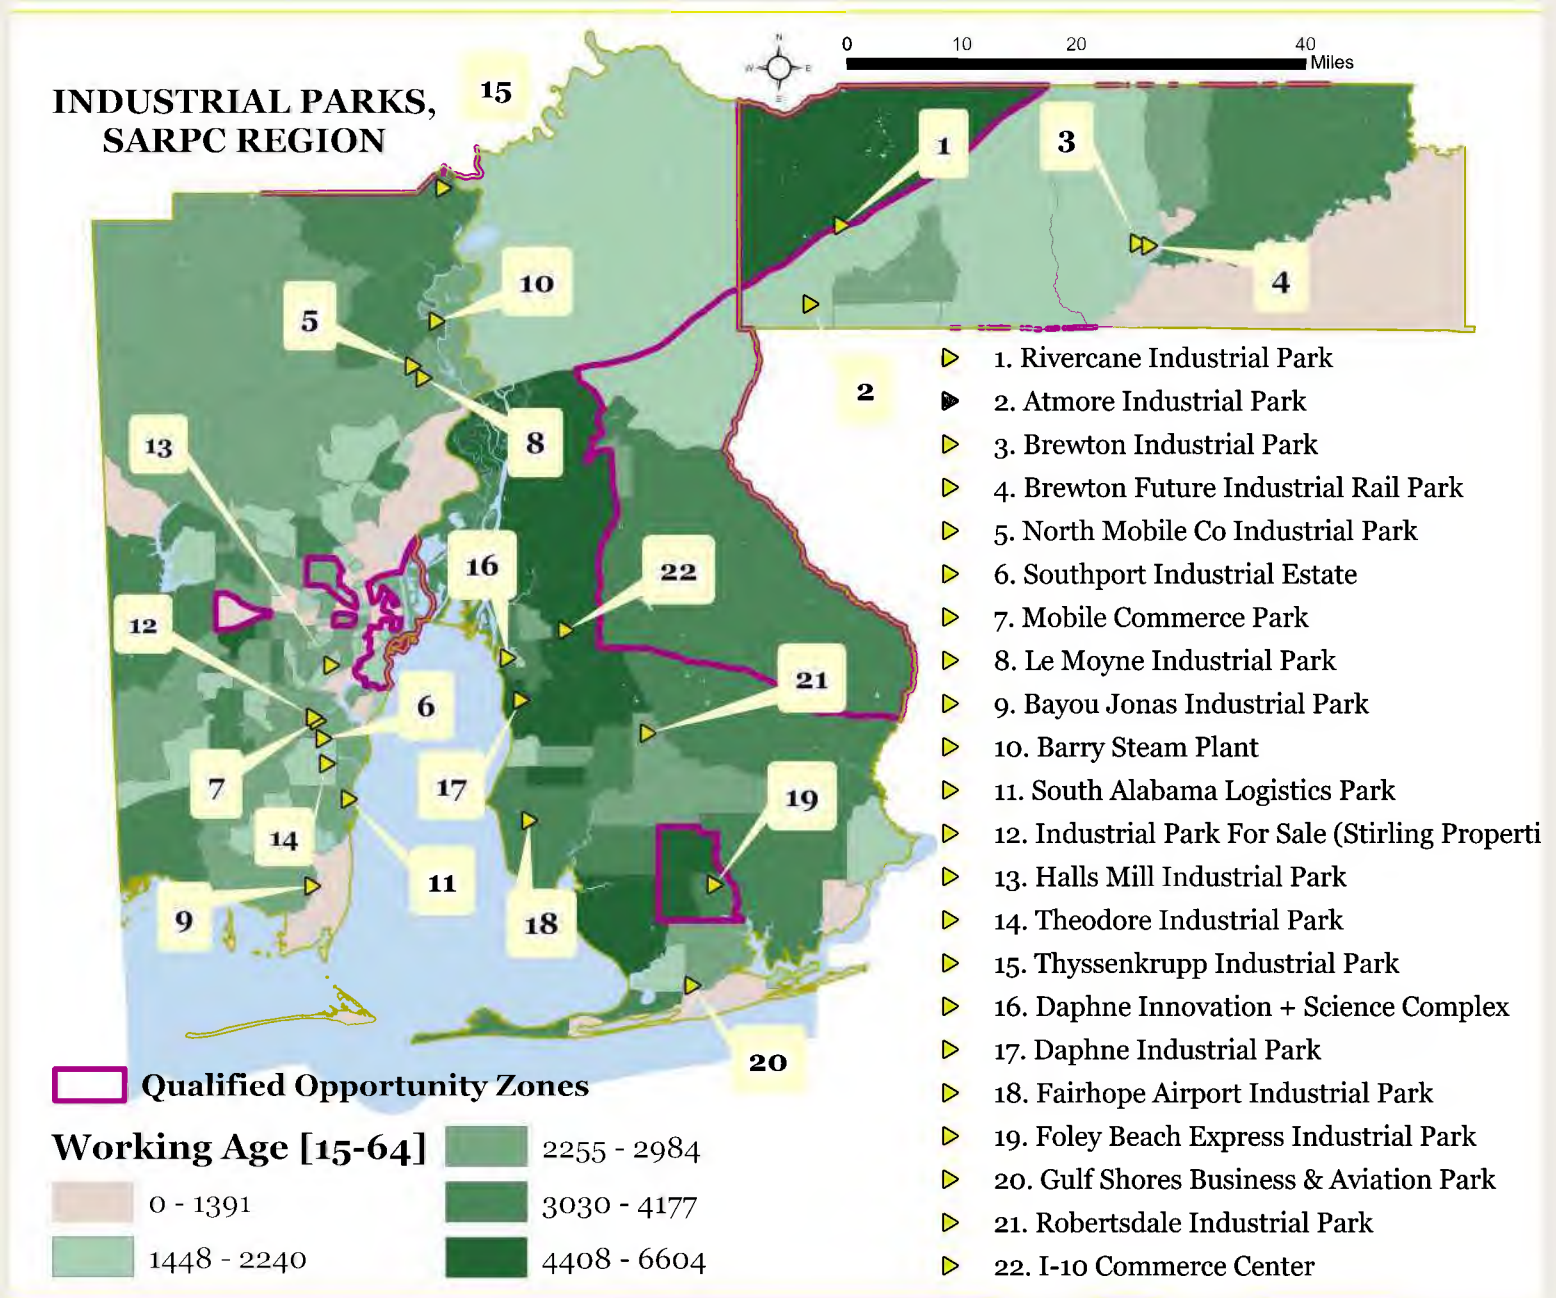 INDUSTRIAL PARKS,
SARPC REGION
N
W E
S
0 10 20 40
Miles
15
1
3
10
4
5
2
8
13
16
22
12
21
6
7
17
19
14
11
9
18
20
1. Rivercane Industrial Park
2. Atmore Industrial Park
3. Brewton Industrial Park
4. Brewton Future Industrial Rail Park
5. North Mobile Co Industrial Park
6. Southport Industrial Estate
7. Mobile Commerce Park
8. Le Moyne Industrial Park
9. Bayou Jonas Industrial Park
10. Barry Steam Plant
11. South Alabama Logistics Park
12. Industrial Park For Sale (Stirling Properti
13. Halls Mill Industrial Park
14. Theodore Industrial Park
15. Thyssenkrupp Industrial Park
16. Daphne Innovation + Science Complex
17. Daphne Industrial Park
18. Fairhope Airport Industrial Park
19. Foley Beach Express Industrial Park
20. Gulf Shores Business & Aviation Park
21. Robertsdale Industrial Park
22. I-10 Commerce Center
Qualified Opportunity Zones
Working Age [15-64]
0 - 1391
1448 - 2240
2255 - 2984
3030 - 4177
4408 - 6604